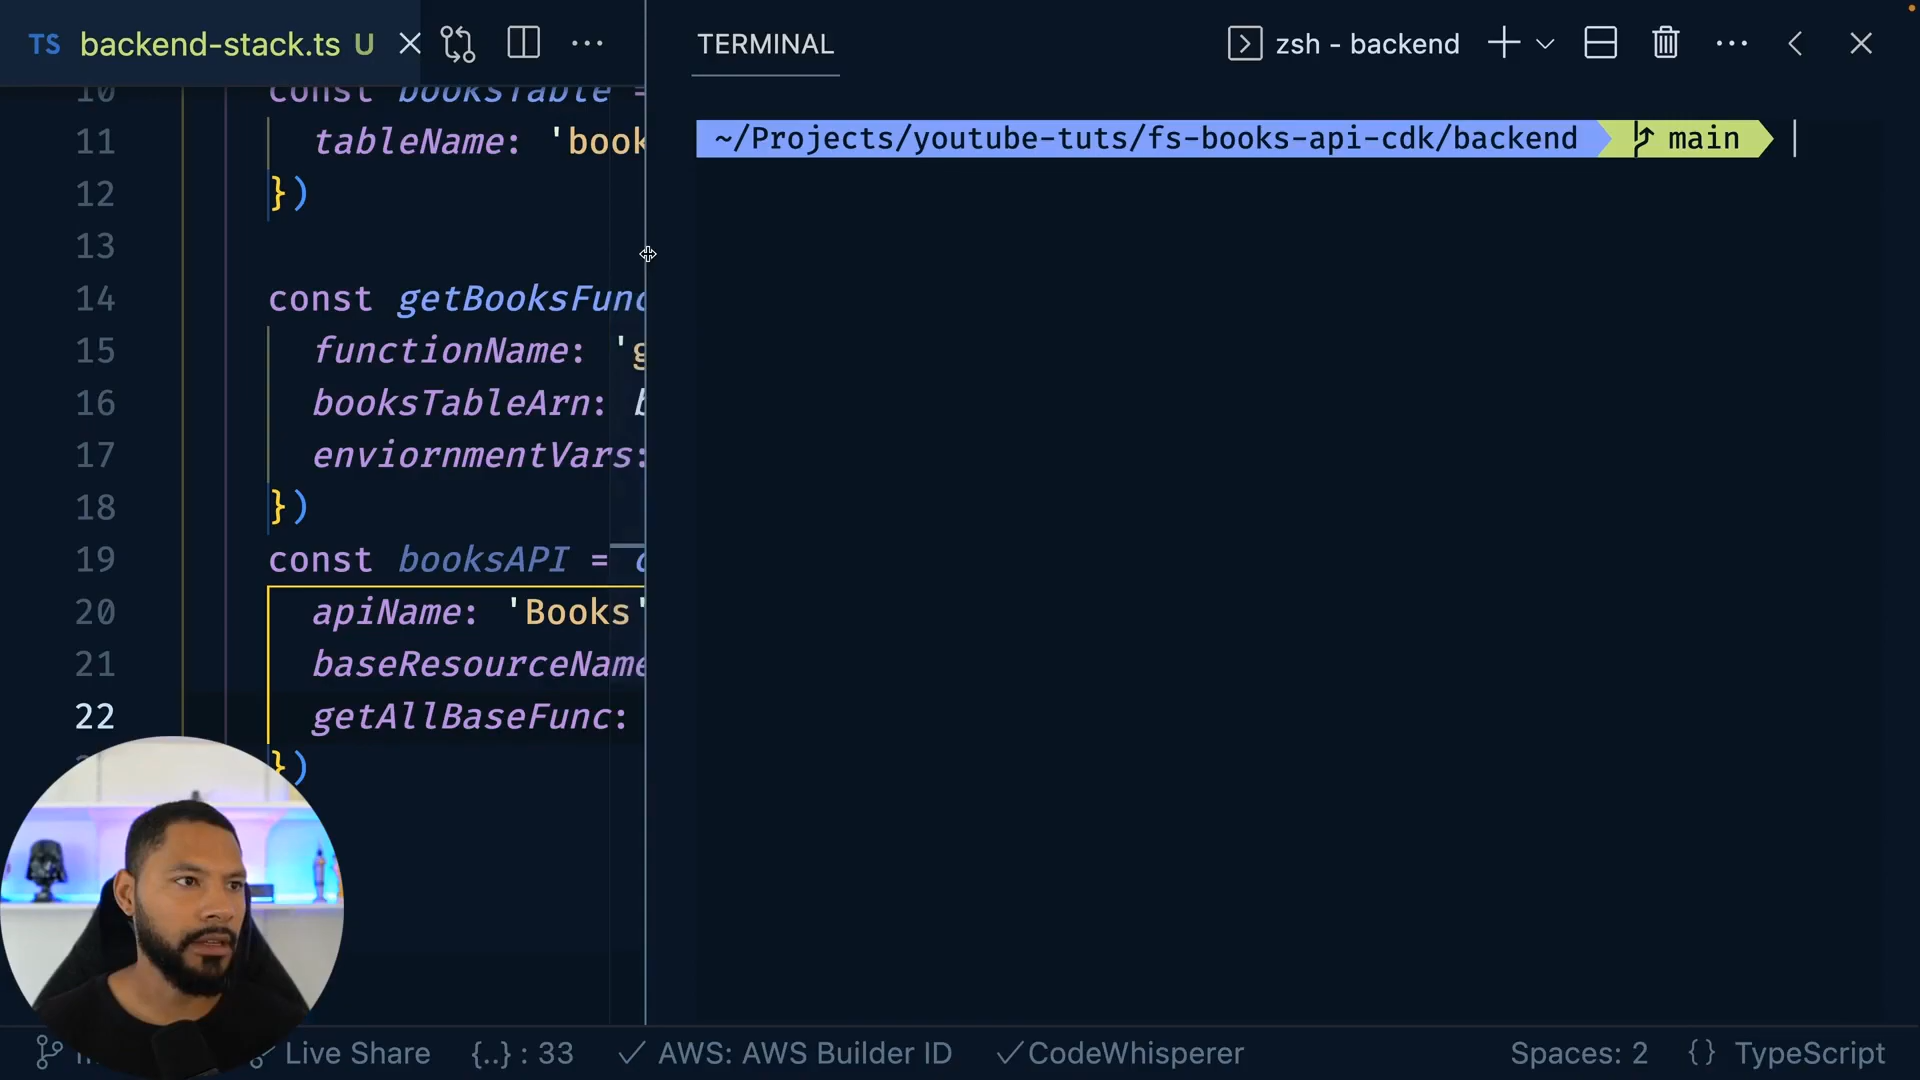 TS backend-stack.ts U
10 const booksTable =
11 tableName: 'book
12 })
13
14 const getBooksFunc
15 functionName: 'g
16 booksTableArn: b
17 enviornmentVars:
18 })
19 const booksAPI = c
20 apiName: 'Books'
21 baseResourceName
22 getAllBaseFunc:
})
TERMINAL
zsh - backend
~/Projects/youtube-tuts/fs-books-api-cdk/backend main
Live Share {..} : 33 AWS: AWS Builder ID CodeWhisperer Spaces: 2 {} TypeScript